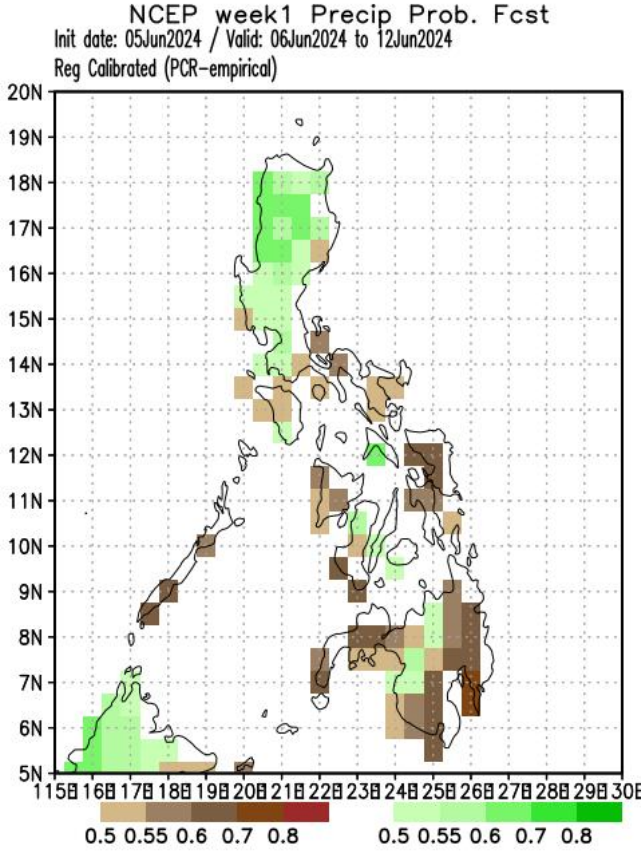 NCEP week1 Precip Prob. Fcst
Init date: 05Jun2024 / Valid: 06Jun2024 to 12Jun2024
Reg Calibrated (PCR-empirical)
20N
19N
18N
17N
16N
15N
14N
13N
12N
11N
10N
9N
8N
7N
6N
5N
115E 116E 117E 118E 119E 120E 121E 122E 123E 124E 125E 126E 127E 128E 129E 130E
0.5 0.55 0.6 0.7 0.8 0.5 0.55 0.6 0.7 0.8